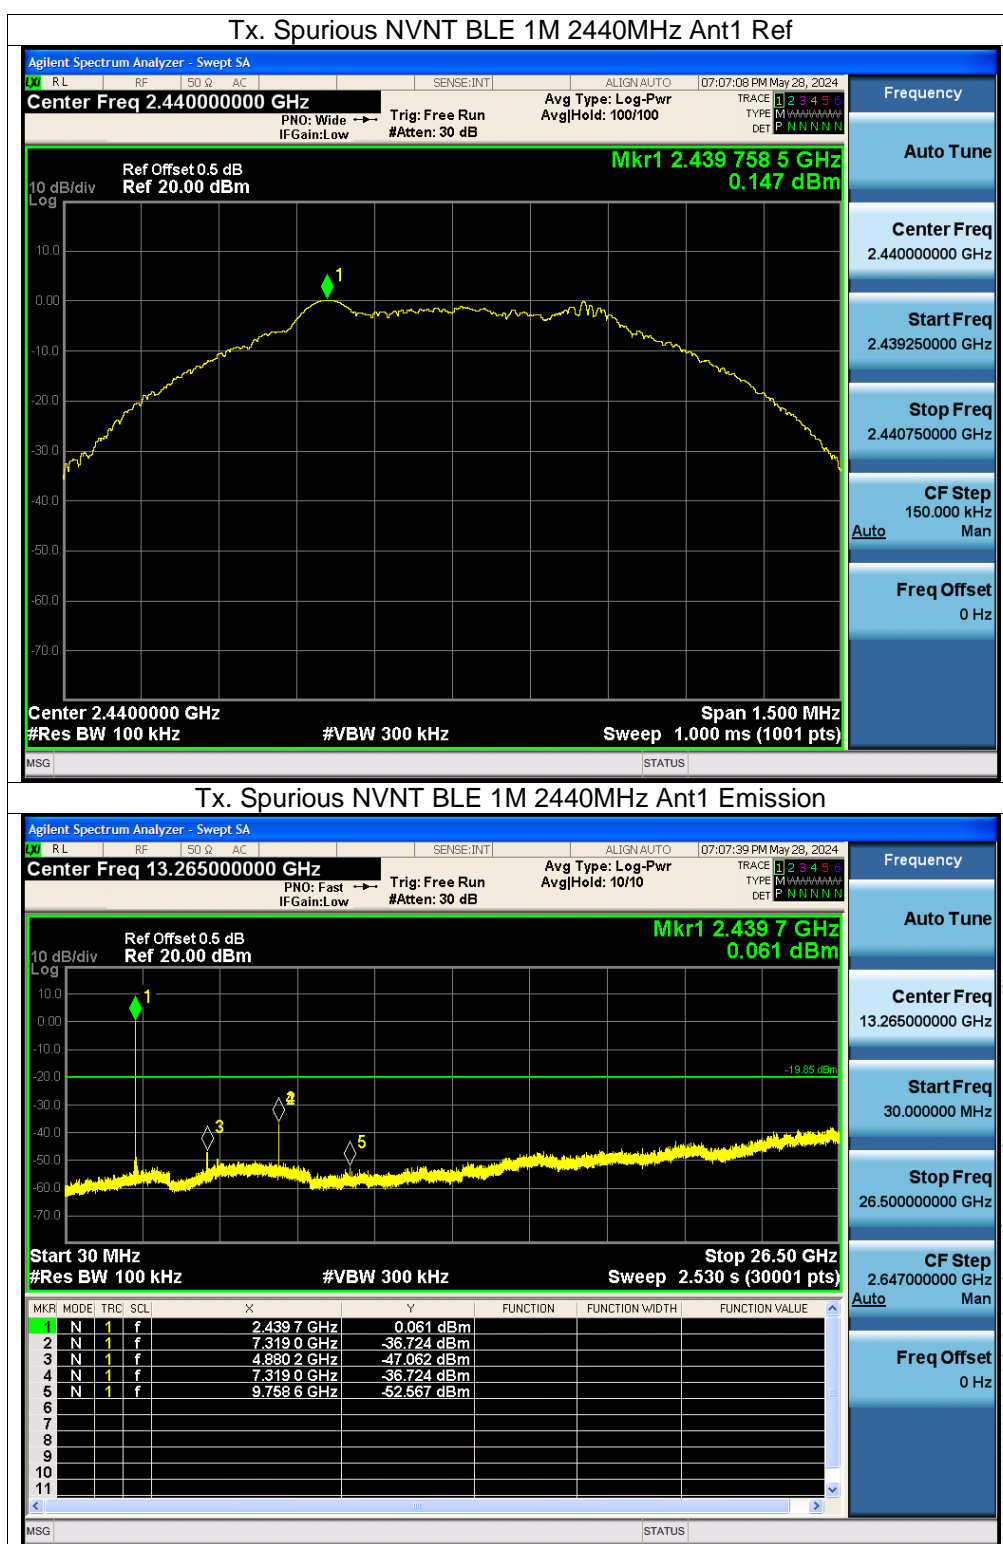 Tx. Spurious NVNT BLE 1M 2440MHz Ant1 Ref
Agilent Spectrum Analyzer - Swept SA
LXI RL RF 50 Ω AC SENSE:INT ALIGN AUTO 07:07:08 PM May 28, 2024
Center Freq 2.440000000 GHz
PNO: Wide
IFGain:Low
Trig: Free Run
#Atten: 30 dB
Avg Type: Log-Pwr
Avg|Hold: 100/100
TRACE 1 2 3 4 5 6
TYPE M WWWWW
DET P N N N N N
Frequency
Auto Tune
Center Freq
2.440000000 GHz
Start Freq
2.439250000 GHz
Stop Freq
2.440750000 GHz
CF Step
150.000 kHz
Auto Man
Freq Offset
0 Hz
Mkr1 2.439 758 5 GHz
0.147 dBm
Ref Offset 0.5 dB
10 dB/div Ref 20.00 dBm
Log
10.0
0.00
-10.0
-20.0
-30.0
-40.0
-50.0
-60.0
-70.0
1
Center 2.4400000 GHz Span 1.500 MHz
#Res BW 100 kHz #VBW 300 kHz Sweep 1.000 ms (1001 pts)
MSG STATUS
Tx. Spurious NVNT BLE 1M 2440MHz Ant1 Emission
Agilent Spectrum Analyzer - Swept SA
LXI RL RF 50 Ω AC SENSE:INT ALIGN AUTO 07:07:39 PM May 28, 2024
Center Freq 13.265000000 GHz
PNO: Fast
IFGain:Low
Trig: Free Run
#Atten: 30 dB
Avg Type: Log-Pwr
Avg|Hold: 10/10
TRACE 1 2 3 4 5 6
TYPE M WWWWW
DET P N N N N N
Frequency
Auto Tune
Center Freq
13.265000000 GHz
Start Freq
30.000000 MHz
Stop Freq
26.500000000 GHz
CF Step
2.647000000 GHz
Auto Man
Freq Offset
0 Hz
Mkr1 2.439 7 GHz
0.061 dBm
Ref Offset 0.5 dB
10 dB/div Ref 20.00 dBm
Log
10.0
0.00
-10.0
-20.0
-30.0
-40.0
-50.0
-60.0
-70.0
-19.85 dBm
1
3
5
Start 30 MHz Stop 26.50 GHz
#Res BW 100 kHz #VBW 300 kHz Sweep 2.530 s (30001 pts)
MKR MODE TRC SCL X Y FUNCTION FUNCTION WIDTH FUNCTION VALUE
1 N 1 f 2.439 7 GHz 0.061 dBm
2 N 1 f 7.319 0 GHz -36.724 dBm
3 N 1 f 4.880 2 GHz -47.062 dBm
4 N 1 f 7.319 0 GHz -36.724 dBm
5 N 1 f 9.758 6 GHz -52.567 dBm
6
7
8
9
10
11
MSG STATUS